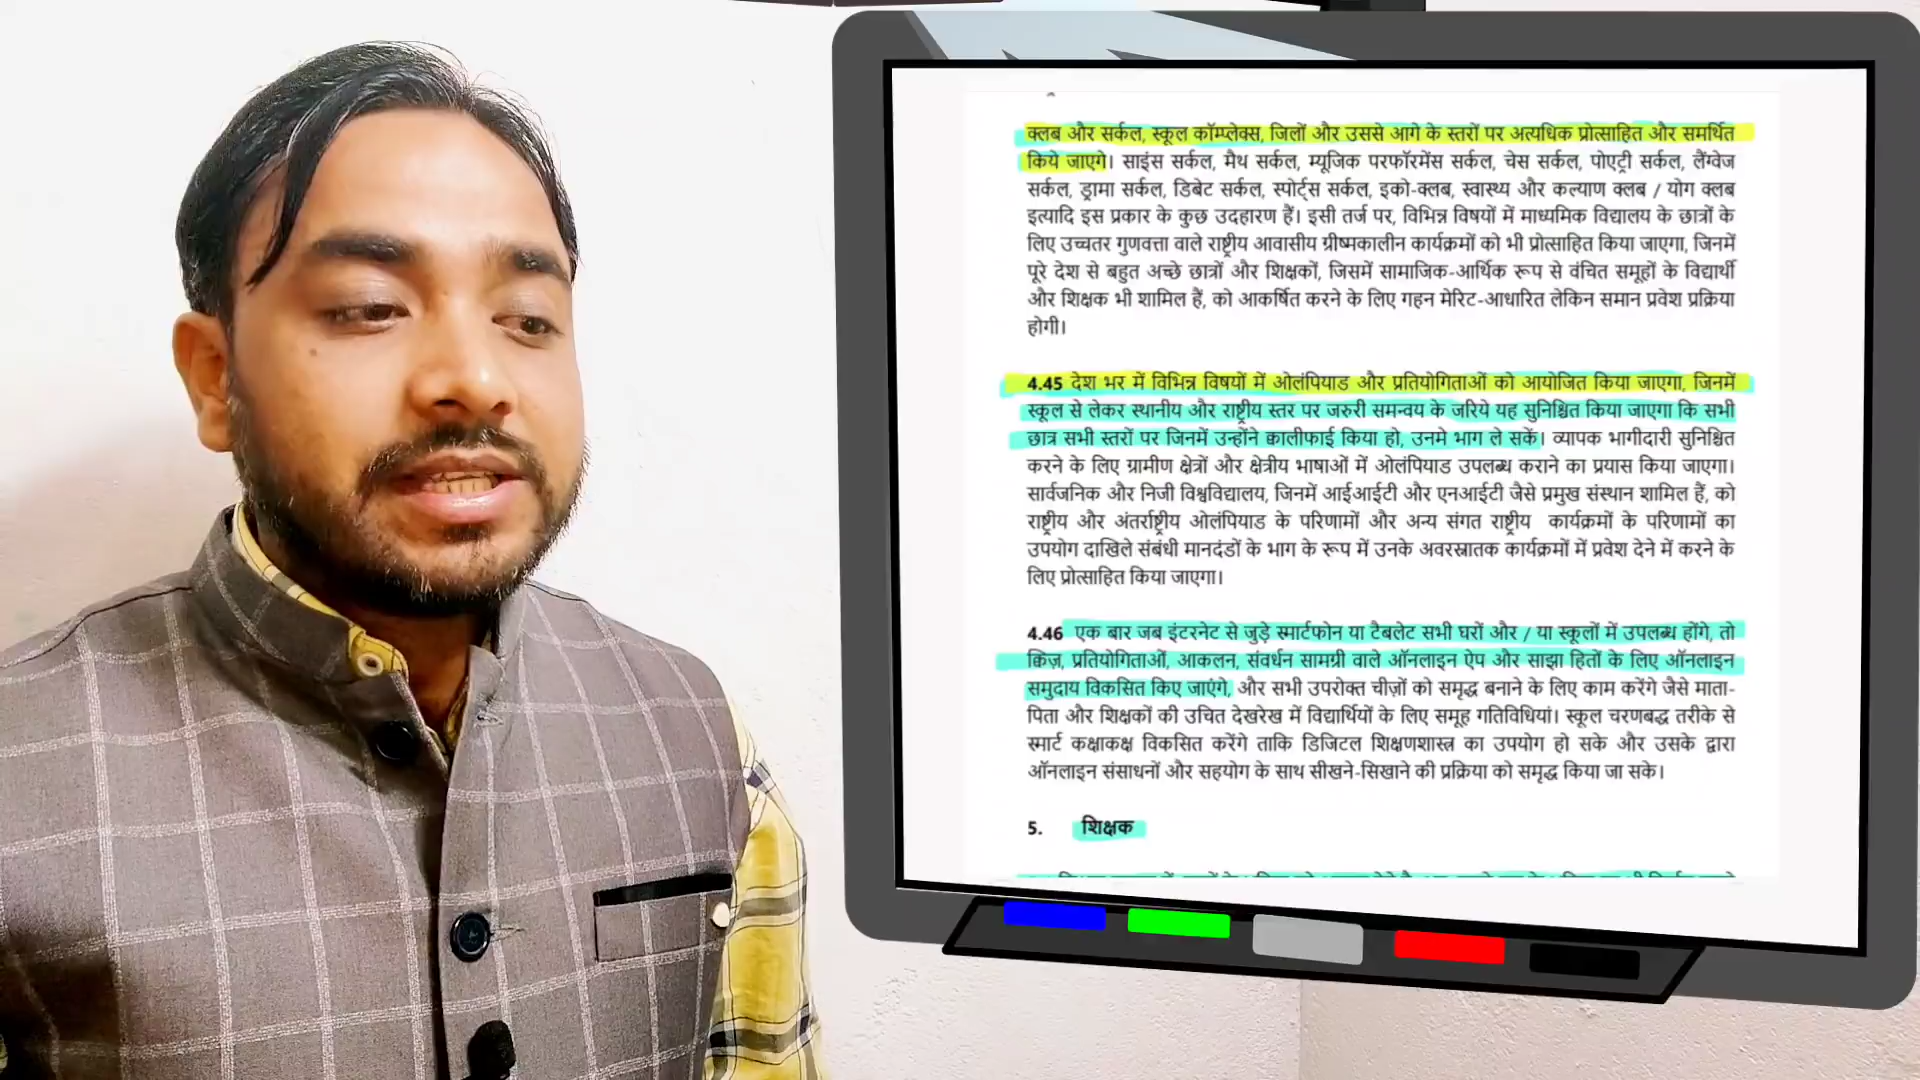 क्लब और सर्कल, स्कूल कॉम्प्लेक्स, जिलों और उससे आगे के स्तरों पर अत्यधिक प्रोत्साहित और समर्थित
किये जाएगे। साइंस सर्कल, मैथ सर्कल, म्यूजिक परफॉरमेंस सर्कल, चेस सर्कल, पोएट्री सर्कल, लैंग्वेज
सर्कल, ड्रामा सर्कल, डिबेट सर्कल, स्पोर्ट्स सर्कल, इको-क्लब, स्वास्थ्य और कल्याण क्लब / योग क्लब
इत्यादि इस प्रकार के कुछ उदहारण हैं। इसी तर्ज पर, विभिन्न विषयों में माध्यमिक विद्यालय के छात्रों के
लिए उच्चतर गुणवत्ता वाले राष्ट्रीय आवासीय ग्रीष्मकालीन कार्यक्रमों को भी प्रोत्साहित किया जाएगा, जिनमें
पूरे देश से बहुत अच्छे छात्रों और शिक्षकों, जिसमें सामाजिक-आर्थिक रूप से वंचित समूहों के विद्यार्थी
और शिक्षक भी शामिल हैं, को आकर्षित करने के लिए गहन मेरिट-आधारित लेकिन समान प्रवेश प्रक्रिया
होगी।
4.45 देश भर में विभिन्न विषयों में ओलंपियाड और प्रतियोगिताओं को आयोजित किया जाएगा, जिनमें
स्कूल से लेकर स्थानीय और राष्ट्रीय स्तर पर जरुरी समन्वय के जरिये यह सुनिश्चित किया जाएगा कि सभी
छात्र सभी स्तरों पर जिनमें उन्होंने क्वालीफाई किया हो, उनमे भाग ले सकें। व्यापक भागीदारी सुनिश्चित
करने के लिए ग्रामीण क्षेत्रों और क्षेत्रीय भाषाओं में ओलंपियाड उपलब्ध कराने का प्रयास किया जाएगा।
सार्वजनिक और निजी विश्वविद्यालय, जिनमें आईआईटी और एनआईटी जैसे प्रमुख संस्थान शामिल हैं, को
राष्ट्रीय और अंतर्राष्ट्रीय ओलंपियाड के परिणामों और अन्य संगत राष्ट्रीय कार्यक्रमों के परिणामों का
उपयोग दाखिले संबंधी मानदंडों के भाग के रूप में उनके अवरस्नातक कार्यक्रमों में प्रवेश देने में करने के
लिए प्रोत्साहित किया जाएगा।
4.46 एक बार जब इंटरनेट से जुड़े स्मार्टफोन या टैबलेट सभी घरों और / या स्कूलों में उपलब्ध होंगे, तो
क्विज़, प्रतियोगिताओं, आकलन, संवर्धन सामग्री वाले ऑनलाइन ऐप और साझा हितों के लिए ऑनलाइन
समुदाय विकसित किए जाएंगे, और सभी उपरोक्त चीज़ों को समृद्ध बनाने के लिए काम करेंगे जैसे माता-
पिता और शिक्षकों की उचित देखरेख में विद्यार्थियों के लिए समूह गतिविधियां। स्कूल चरणबद्ध तरीके से
स्मार्ट कक्षाकक्ष विकसित करेंगे ताकि डिजिटल शिक्षणशास्त्र का उपयोग हो सके और उसके द्वारा
ऑनलाइन संसाधनों और सहयोग के साथ सीखने-सिखाने की प्रक्रिया को समृद्ध किया जा सके।
5. शिक्षक